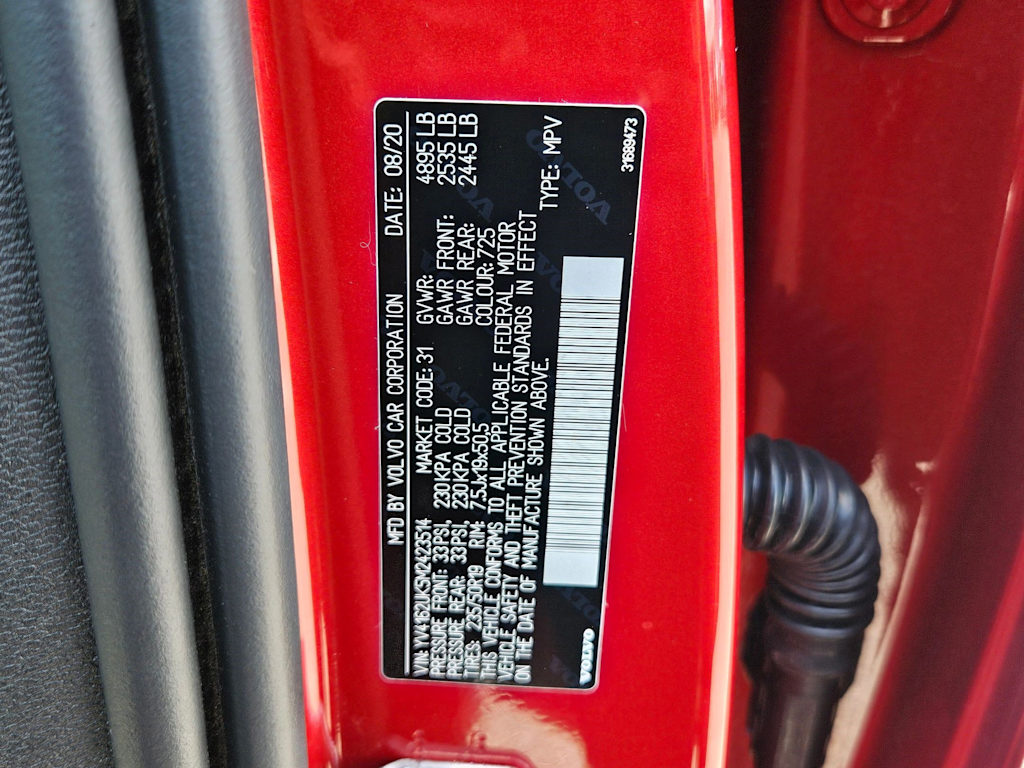 MFD BY VOLVO CAR CORPORATION DATE: 08/20
VIN: YV4162UK5M2423514 MARKET CODE: 31 GVWR: 4895 LB
PRESSURE FRONT: 33PSI, 230KPA COLD GAWR FRONT: 2535 LB
PRESSURE REAR: 33PSI, 230KPA COLD GAWR REAR: 2445 LB
TIRES: 235/50R19 RIM: 7,5Jx19x50,5 COLOUR: 725
THIS VEHICLE CONFORMS TO ALL APPLICABLE FEDERAL MOTOR
VEHICLE SAFETY AND THEFT PREVENTION STANDARDS IN EFFECT
ON THE DATE OF MANUFACTURE SHOWN ABOVE.
TYPE: MPV
VOLVO
31689473